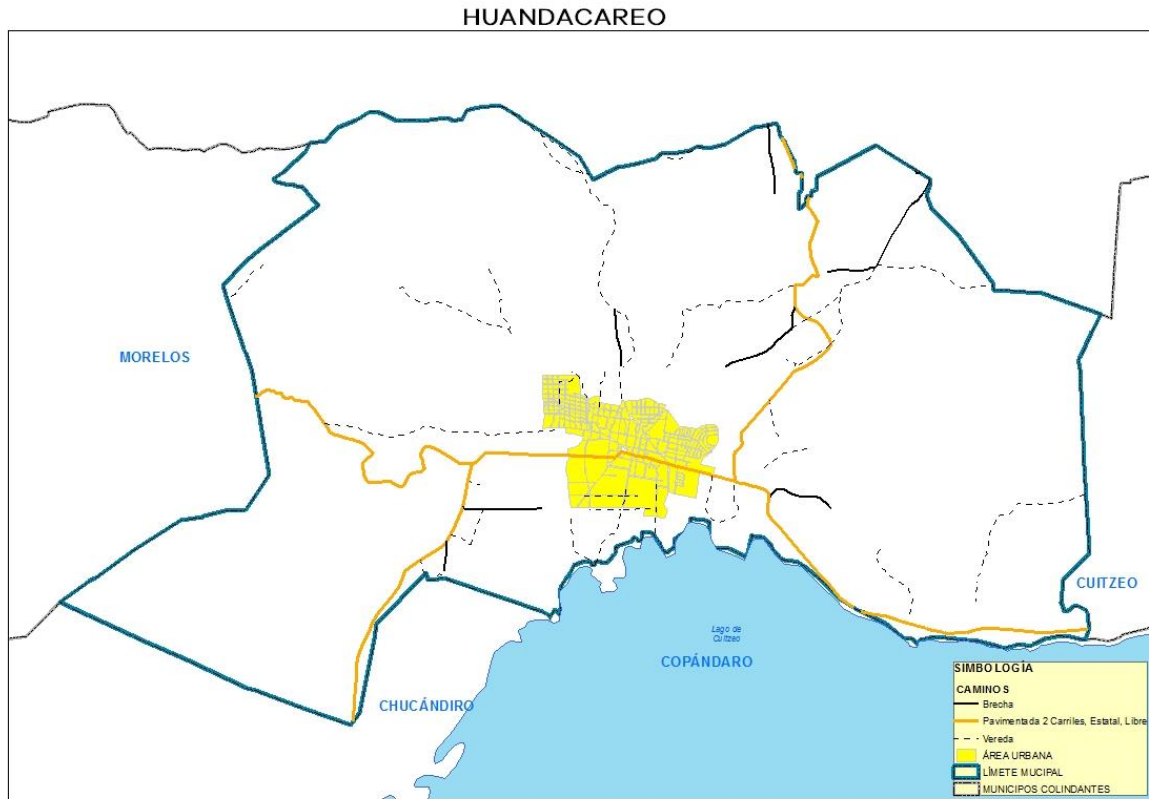 HUANDACAREO
MORELOS
CUITZEO
Lago de
Cuitzeo
COPÁNDARO
CHUCÁNDIRO
SIMBOLOGÍA
CAMINOS
Brecha
Pavimentada 2 Carriles, Estatal, Libre
Vereda
ÁREA URBANA
LÍMETE MUCIPAL
MUNICIPOS COLINDANTES